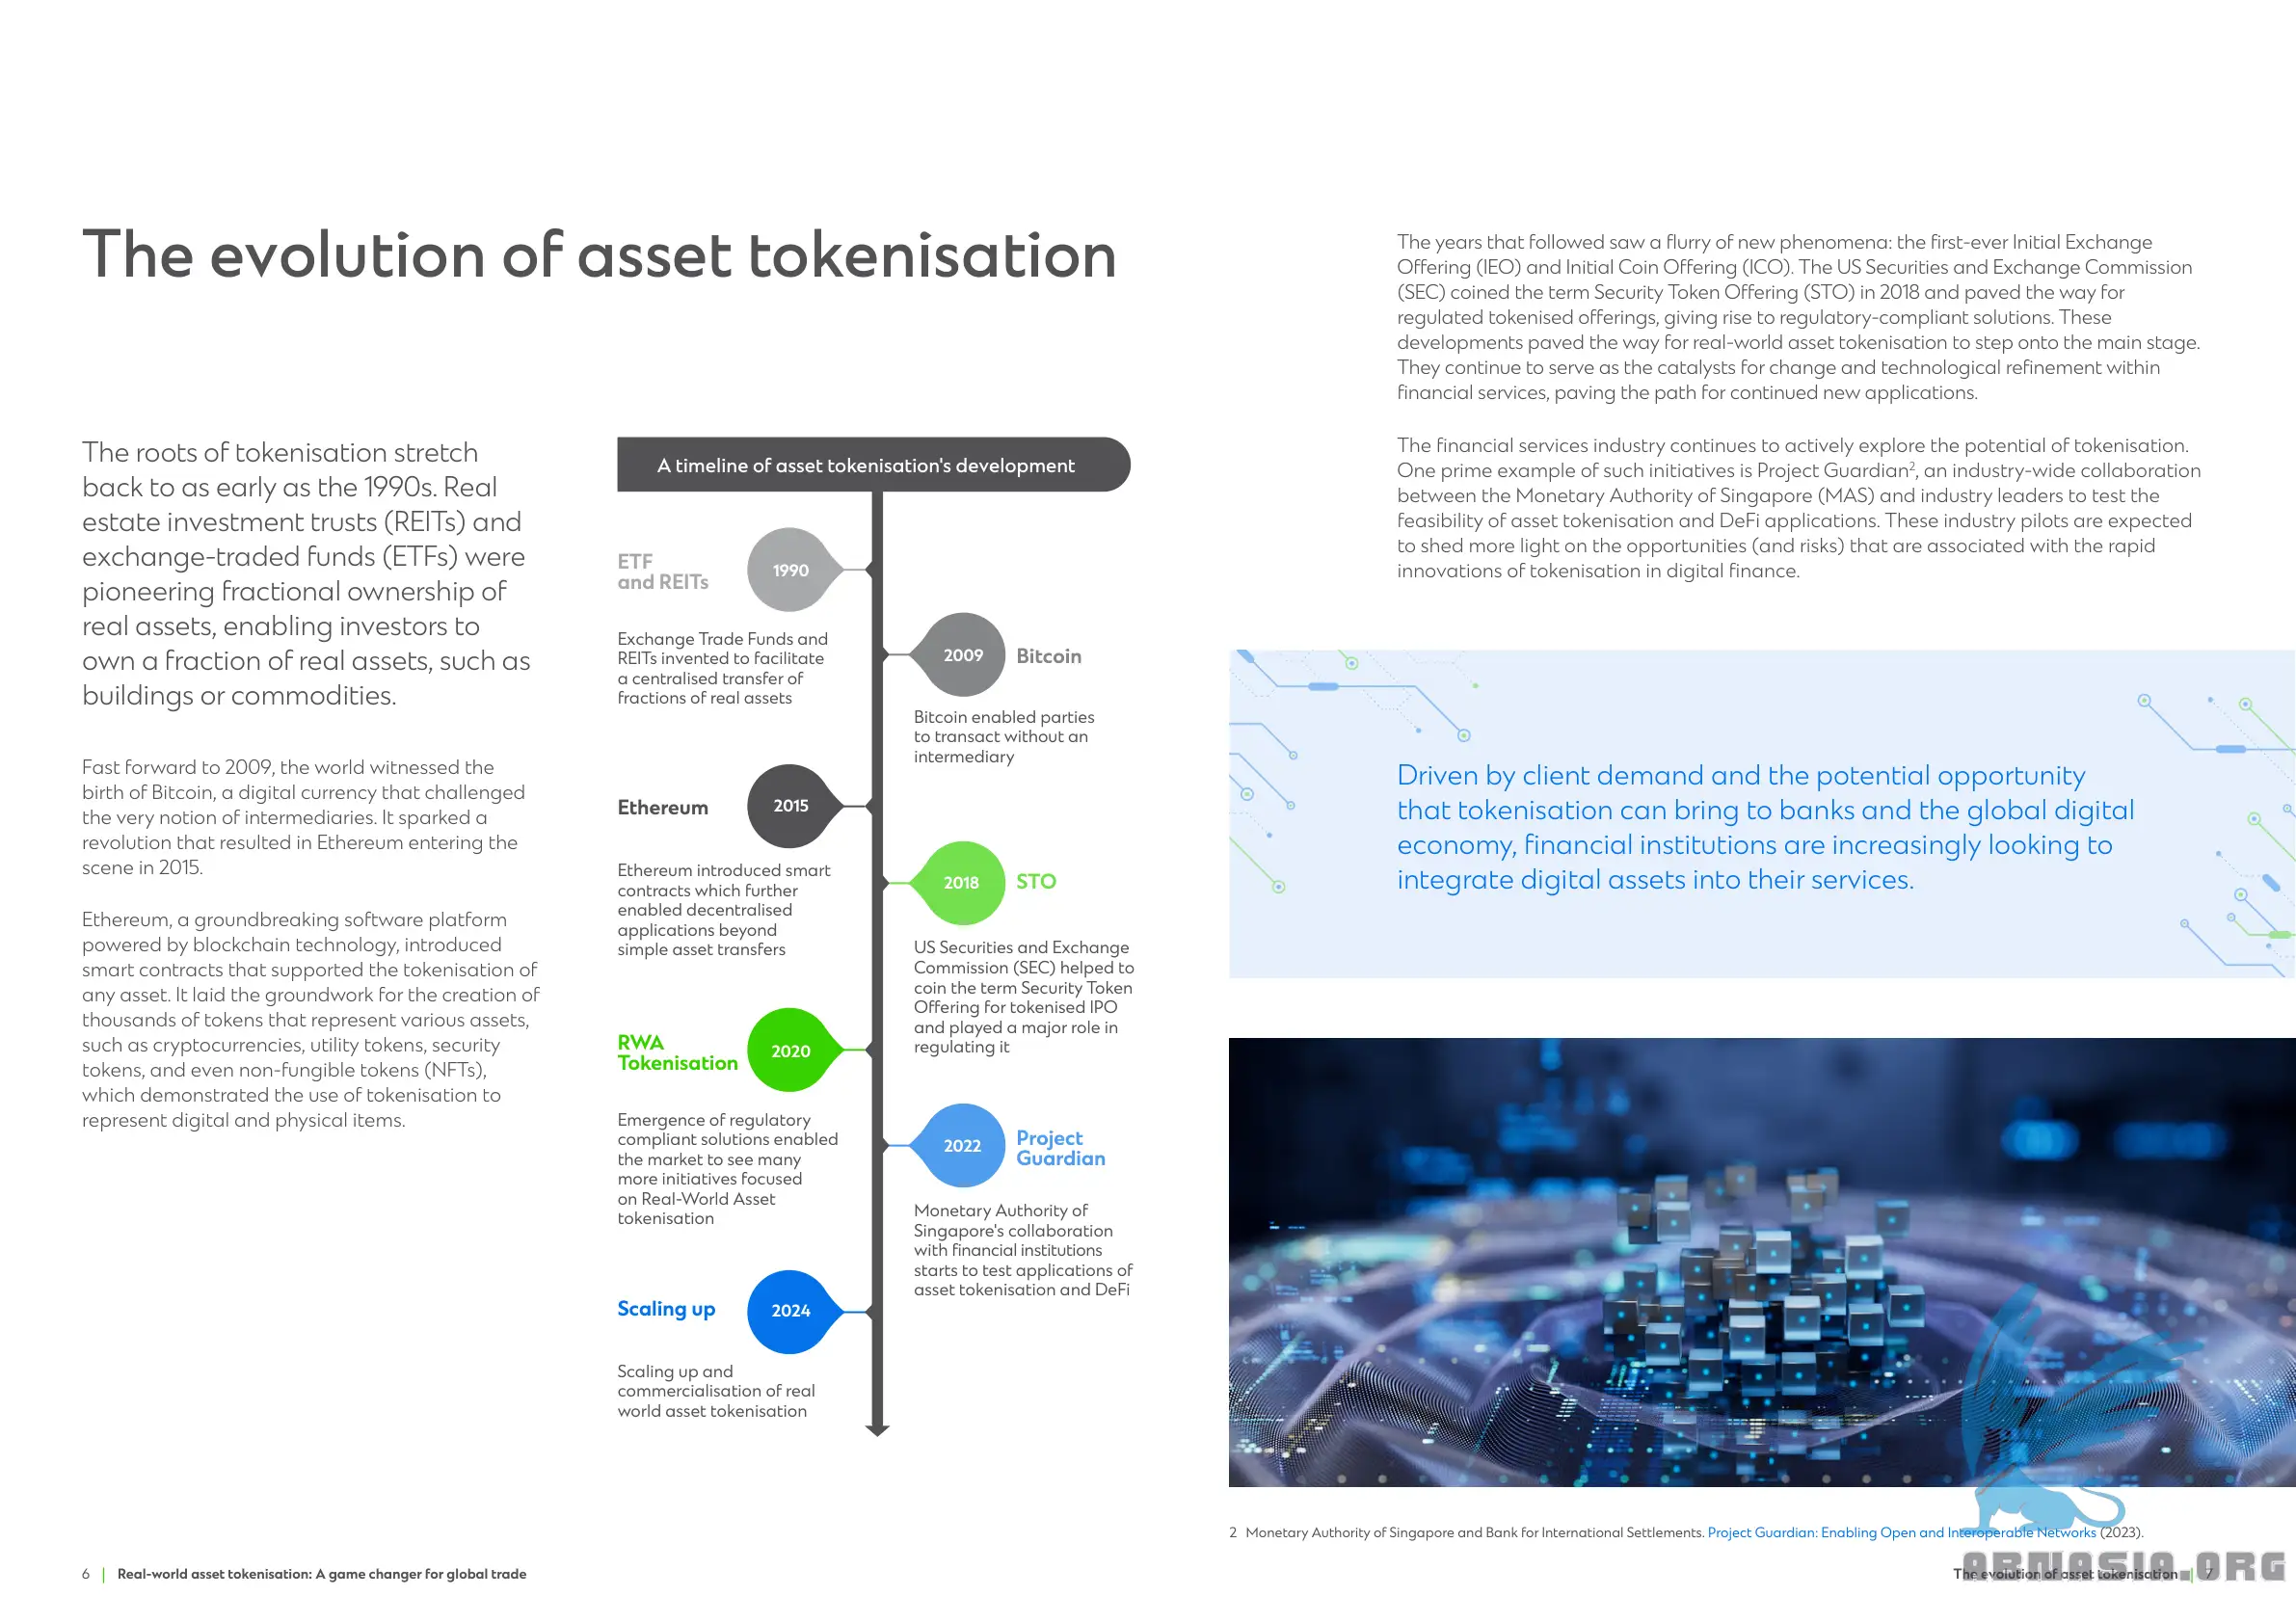 The evolution of asset tokenisation
The roots of tokenisation stretch
back to as early as the 1990s. Real
estate investment trusts (REITs) and
exchange-traded funds (ETFs) were
pioneering fractional ownership of
real assets, enabling investors to
own a fraction of real assets, such as
buildings or commodities.
Fast forward to 2009, the world witnessed the
birth of Bitcoin, a digital currency that challenged
the very notion of intermediaries. It sparked a
revolution that resulted in Ethereum entering the
scene in 2015.
Ethereum, a groundbreaking software platform
powered by blockchain technology, introduced
smart contracts that supported the tokenisation of
any asset. It laid the groundwork for the creation of
thousands of tokens that represent various assets,
such as cryptocurrencies, utility tokens, security
tokens, and even non-fungible tokens (NFTs),
which demonstrated the use of tokenisation to
represent digital and physical items.
A timeline of asset tokenisation's development
ETF
and REITs
1990
Exchange Trade Funds and
REITs invented to facilitate
a centralised transfer of
fractions of real assets
2009
Bitcoin
Bitcoin enabled parties
to transact without an
intermediary
Ethereum
2015
Ethereum introduced smart
contracts which further
enabled decentralised
applications beyond
simple asset transfers
2018
STO
US Securities and Exchange
Commission (SEC) helped to
coin the term Security Token
Offering for tokenised IPO
and played a major role in
regulating it
RWA
Tokenisation
2020
Emergence of regulatory
compliant solutions enabled
the market to see many
more initiatives focused
on Real-World Asset
tokenisation
2022
Project
Guardian
Monetary Authority of
Singapore's collaboration
with financial institutions
starts to test applications of
asset tokenisation and DeFi
Scaling up
2024
Scaling up and
commercialisation of real
world asset tokenisation
The years that followed saw a flurry of new phenomena: the first-ever Initial Exchange
Offering (IEO) and Initial Coin Offering (ICO). The US Securities and Exchange Commission
(SEC) coined the term Security Token Offering (STO) in 2018 and paved the way for
regulated tokenised offerings, giving rise to regulatory-compliant solutions. These
developments paved the way for real-world asset tokenisation to step onto the main stage.
They continue to serve as the catalysts for change and technological refinement within
financial services, paving the path for continued new applications.
The financial services industry continues to actively explore the potential of tokenisation.
One prime example of such initiatives is Project Guardian2, an industry-wide collaboration
between the Monetary Authority of Singapore (MAS) and industry leaders to test the
feasibility of asset tokenisation and DeFi applications. These industry pilots are expected
to shed more light on the opportunities (and risks) that are associated with the rapid
innovations of tokenisation in digital finance.
Driven by client demand and the potential opportunity
that tokenisation can bring to banks and the global digital
economy, financial institutions are increasingly looking to
integrate digital assets into their services.
2 Monetary Authority of Singapore and Bank for International Settlements. Project Guardian: Enabling Open and Interoperable Networks (2023).
6 | Real-world asset tokenisation: A game changer for global trade
The evolution of asset tokenisation | 7
ABNASIA.ORG